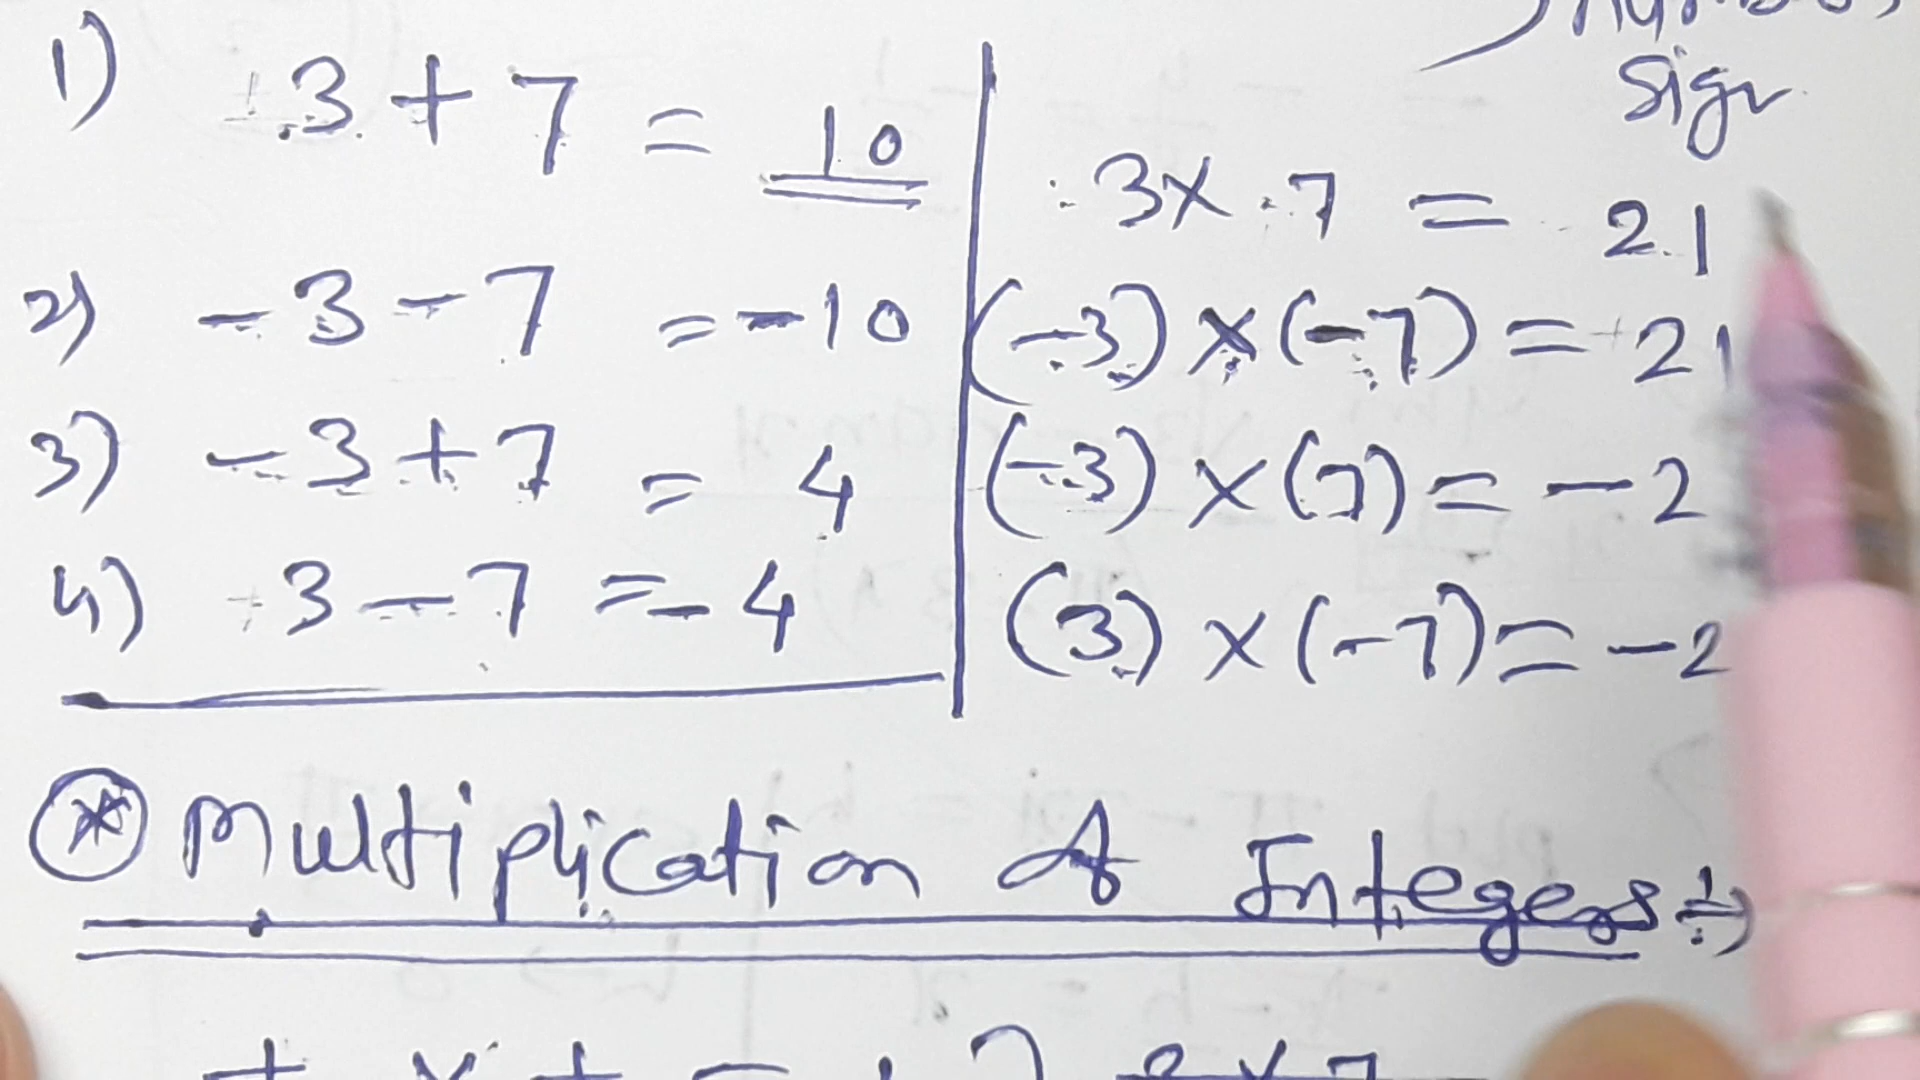 sign
1) 3 + 7 = 10
2) -3 - 7 = -10
3) -3 + 7 = 4
4) +3 - 7 = -4
3 × 7 = 21
(-3) × (-7) = +21
(-3) × (7) = -2
(3) × (-7) = -2
* Multiplication of Integers ÷)